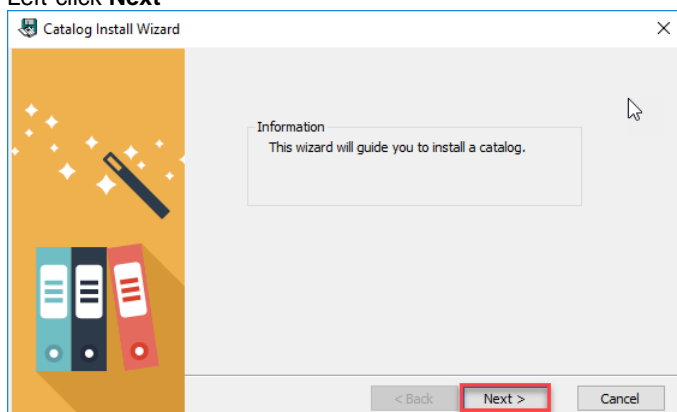 Left-click Next
Catalog Install Wizard
Information
This wizard will guide you to install a catalog.
< Back
Next >
Cancel